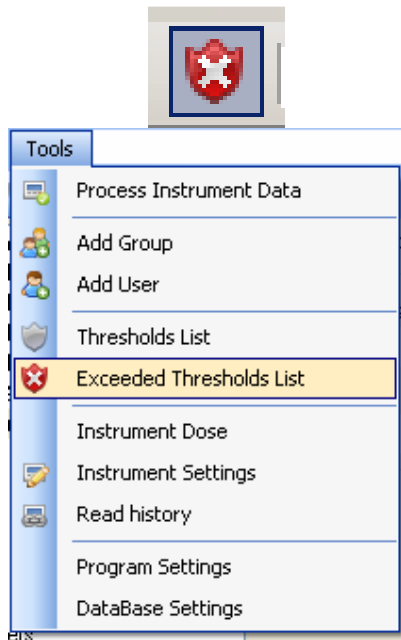 Tools
Process Instrument Data
Add Group
Add User
Thresholds List
Exceeded Thresholds List
Instrument Dose
Instrument Settings
Read history
Program Settings
DataBase Settings